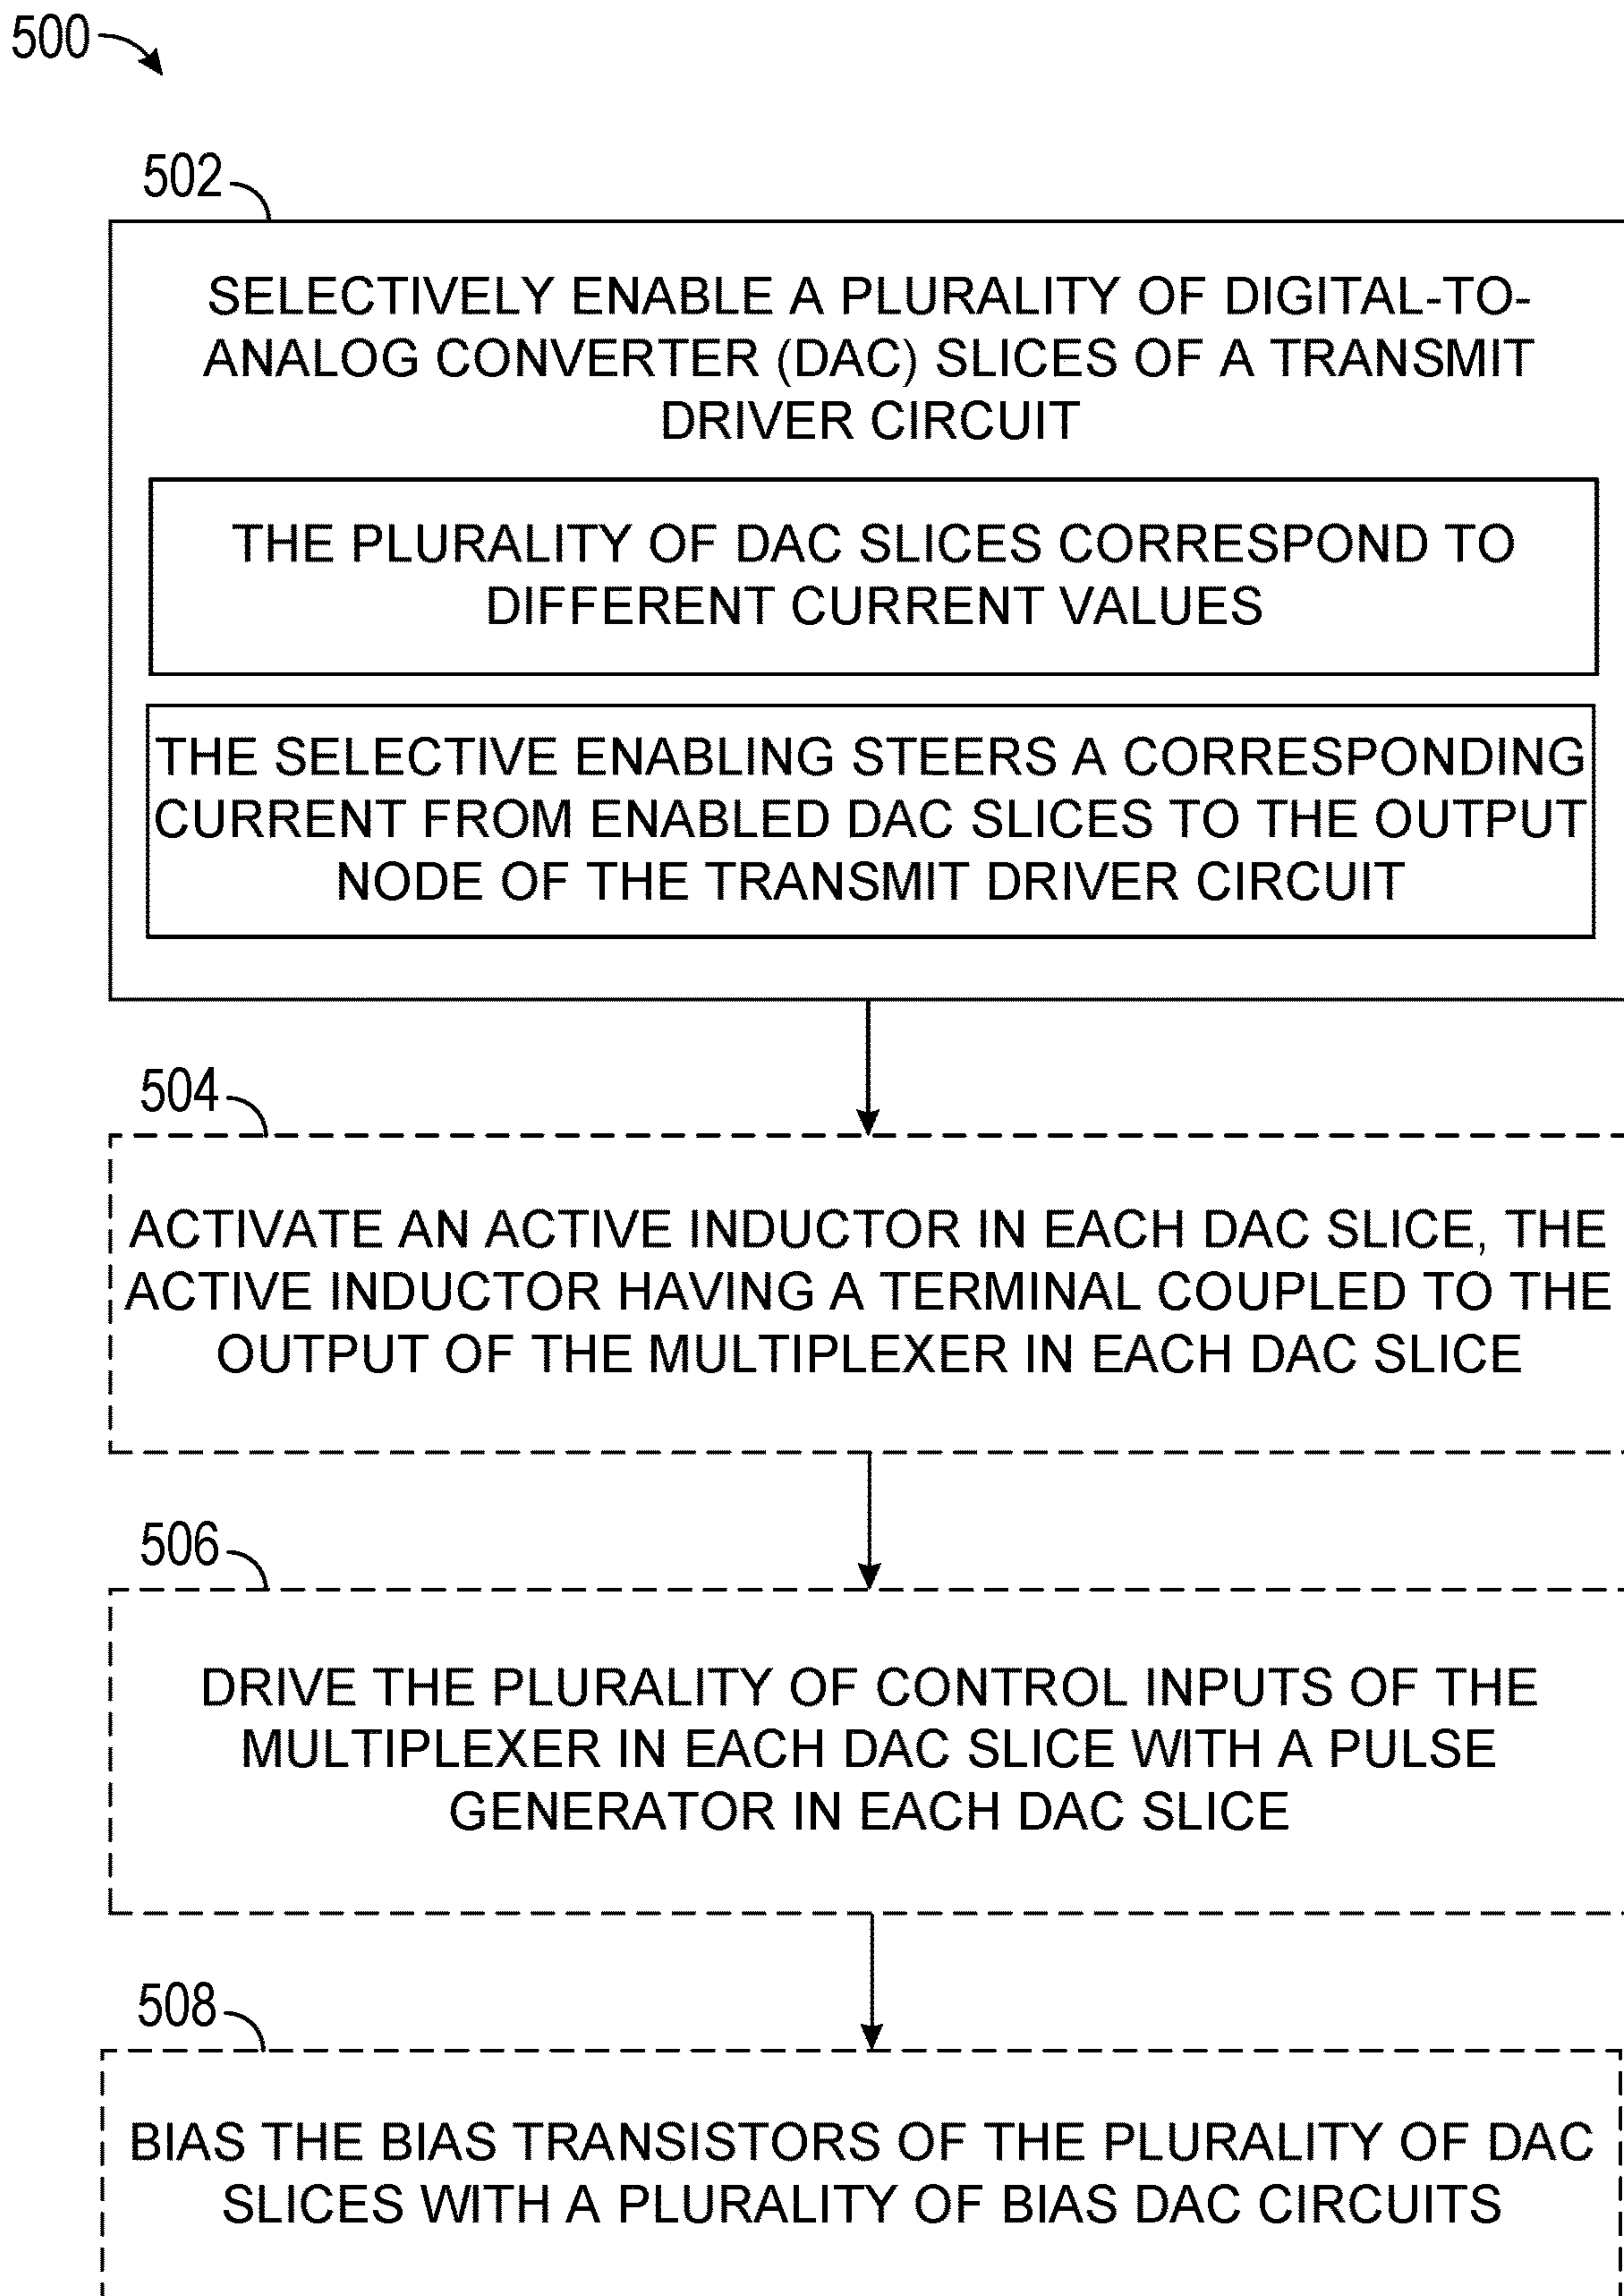 500
502
SELECTIVELY ENABLE A PLURALITY OF DIGITAL-TO-
ANALOG CONVERTER (DAC) SLICES OF A TRANSMIT
DRIVER CIRCUIT
THE PLURALITY OF DAC SLICES CORRESPOND TO
DIFFERENT CURRENT VALUES
THE SELECTIVE ENABLING STEERS A CORRESPONDING
CURRENT FROM ENABLED DAC SLICES TO THE OUTPUT
NODE OF THE TRANSMIT DRIVER CIRCUIT
504
ACTIVATE AN ACTIVE INDUCTOR IN EACH DAC SLICE, THE
ACTIVE INDUCTOR HAVING A TERMINAL COUPLED TO THE
OUTPUT OF THE MULTIPLEXER IN EACH DAC SLICE
506
DRIVE THE PLURALITY OF CONTROL INPUTS OF THE
MULTIPLEXER IN EACH DAC SLICE WITH A PULSE
GENERATOR IN EACH DAC SLICE
508
BIAS THE BIAS TRANSISTORS OF THE PLURALITY OF DAC
SLICES WITH A PLURALITY OF BIAS DAC CIRCUITS